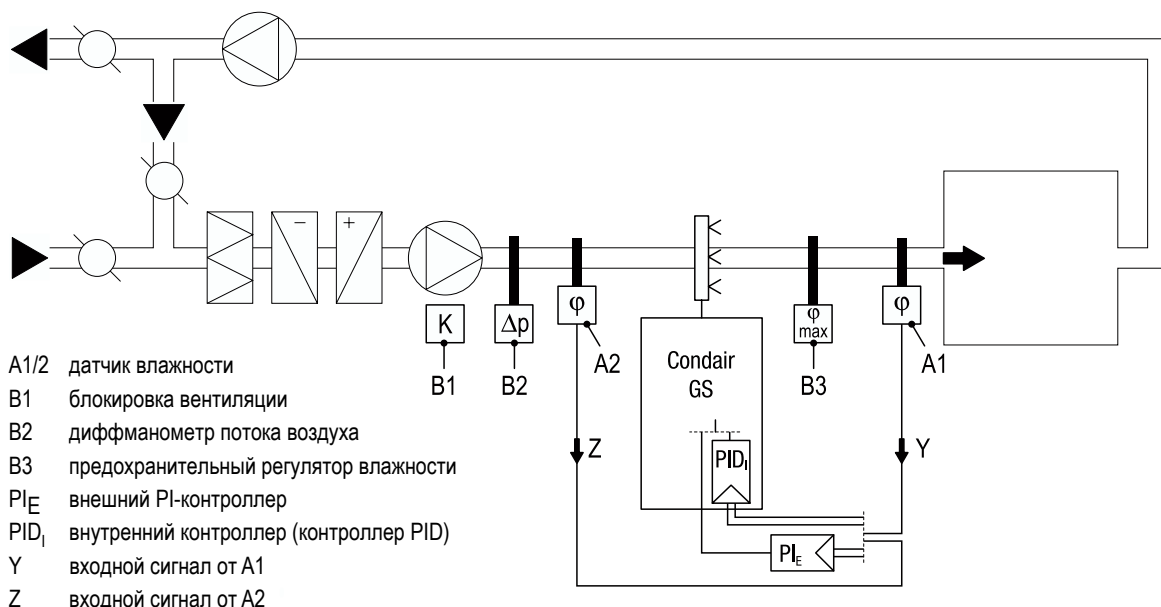 − +
K Δp φ φ max φ
B1 B2 A2 B3 A1
Condair GS
Z Y
PIDI
PIE
A1/2 датчик влажности
B1 блокировка вентиляции
B2 диффманометр потока воздуха
B3 предохранительный регулятор влажности
PIE внешний PI-контроллер
PIDI внутренний контроллер (контроллер PID)
Y входной сигнал от A1
Z входной сигнал от A2